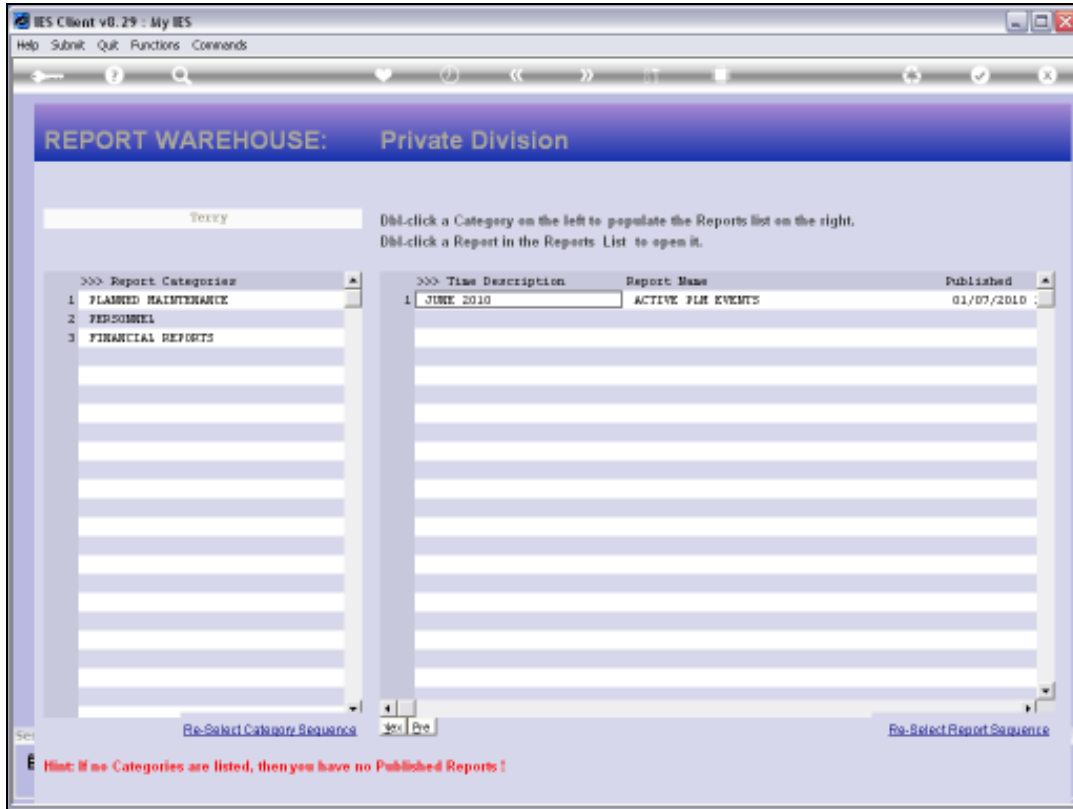 IES Client v8.29 : My IES
Help Submit Quit Functions Commands
REPORT WAREHOUSE: Private Division
Terry
Dbl-click a Category on the left to populate the Reports list on the right.
Dbl-click a Report in the Reports List to open it.
>>> Report Categories
1 PLANNED MAINTENANCE
2 PERSONNEL
3 FINANCIAL REPORTS
>>> Time Description Report Name Published
1 JUNE 2010 ACTIVE PLM EVENTS 01/07/2010
Re-Select Category Sequence
Pre
Re-Select Report Sequence
Hint: If no Categories are listed, then you have no Published Reports !